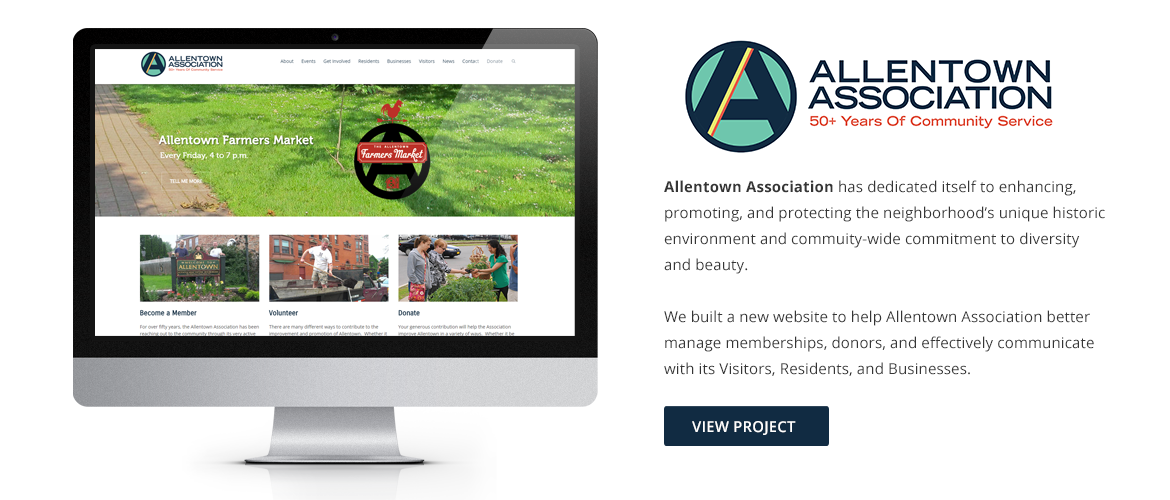 ALLENTOWN
ASSOCIATION
50+ Years Of Community Service
About Events Get Involved Residents Businesses Visitors News Contact Donate
Allentown Farmers Market
Every Friday, 4 to 7 p.m.
TELL ME MORE
THE ALLENTOWN
Farmers Market
ALLENTOWN
Become a Member
Volunteer
Donate
For over fifty years, the Allentown Association has been
reaching out to the community through its very active
There are many different ways to contribute to the
improvement and promotion of Allentown. Whether it
Your generous contribution will help the Association
improve Allentown in a variety of ways. Whether it be
ALLENTOWN
ASSOCIATION
50+ Years Of Community Service
Allentown Association has dedicated itself to enhancing,
promoting, and protecting the neighborhood’s unique historic
environment and commuity-wide commitment to diversity
and beauty.
We built a new website to help Allentown Association better
manage memberships, donors, and effectively communicate
with its Visitors, Residents, and Businesses.
VIEW PROJECT